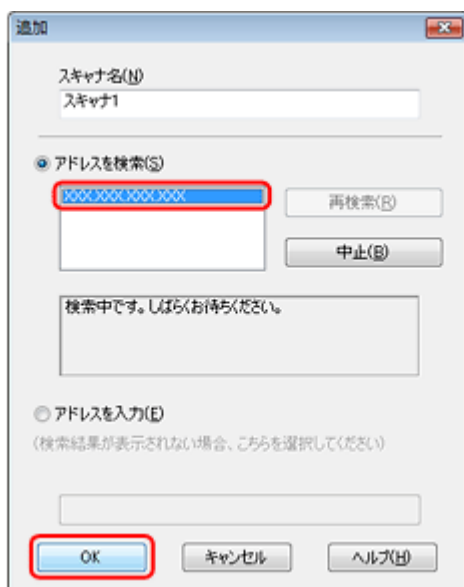 追加
スキャナ名(N)
スキャナ1
アドレスを検索(S)
XXX.XXX.XXX.XXX
再検索(R)
中止(B)
検索中です。しばらくお待ちください。
アドレスを入力(E)
(検索結果が表示されない場合、こちらを選択してください)
OK キャンセル ヘルプ(H)